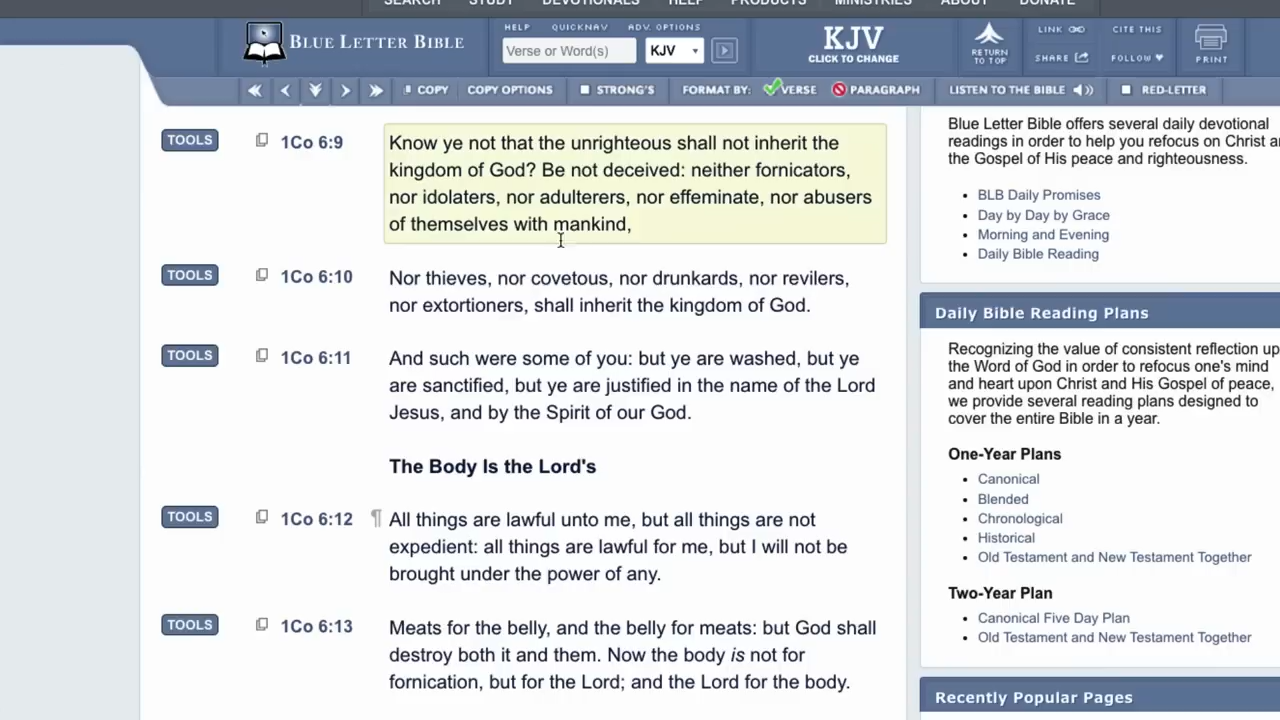 SEARCH STUDY DEVOTIONALS HELP PRODUCTS MINISTRIES ABOUT DONATE
BLUE LETTER BIBLE
HELP QUICKNAV ADV. OPTIONS
Verse or Word(s) KJV
KJV
CLICK TO CHANGE
RETURN
TO TOP
LINK CITE THIS
SHARE FOLLOW
PRINT
COPY COPY OPTIONS STRONG'S FORMAT BY: VERSE PARAGRAPH LISTEN TO THE BIBLE RED-LETTER
TOOLS 1Co 6:9
Know ye not that the unrighteous shall not inherit the
kingdom of God? Be not deceived: neither fornicators,
nor idolaters, nor adulterers, nor effeminate, nor abusers
of themselves with mankind,
TOOLS 1Co 6:10
Nor thieves, nor covetous, nor drunkards, nor revilers,
nor extortioners, shall inherit the kingdom of God.
TOOLS 1Co 6:11
And such were some of you: but ye are washed, but ye
are sanctified, but ye are justified in the name of the Lord
Jesus, and by the Spirit of our God.
The Body Is the Lord's
TOOLS 1Co 6:12
¶ All things are lawful unto me, but all things are not
expedient: all things are lawful for me, but I will not be
brought under the power of any.
TOOLS 1Co 6:13
Meats for the belly, and the belly for meats: but God shall
destroy both it and them. Now the body is not for
fornication, but for the Lord; and the Lord for the body.
Blue Letter Bible offers several daily devotional
readings in order to help you refocus on Christ
the Gospel of His peace and righteousness.
• BLB Daily Promises
• Day by Day by Grace
• Morning and Evening
• Daily Bible Reading
Daily Bible Reading Plans
Recognizing the value of consistent reflection
the Word of God in order to refocus one's mind
and heart upon Christ and His Gospel of peace,
we provide several reading plans designed to
cover the entire Bible in a year.
One-Year Plans
• Canonical
• Blended
• Chronological
• Historical
• Old Testament and New Testament Together
Two-Year Plan
• Canonical Five Day Plan
• Old Testament and New Testament Together
Recently Popular Pages